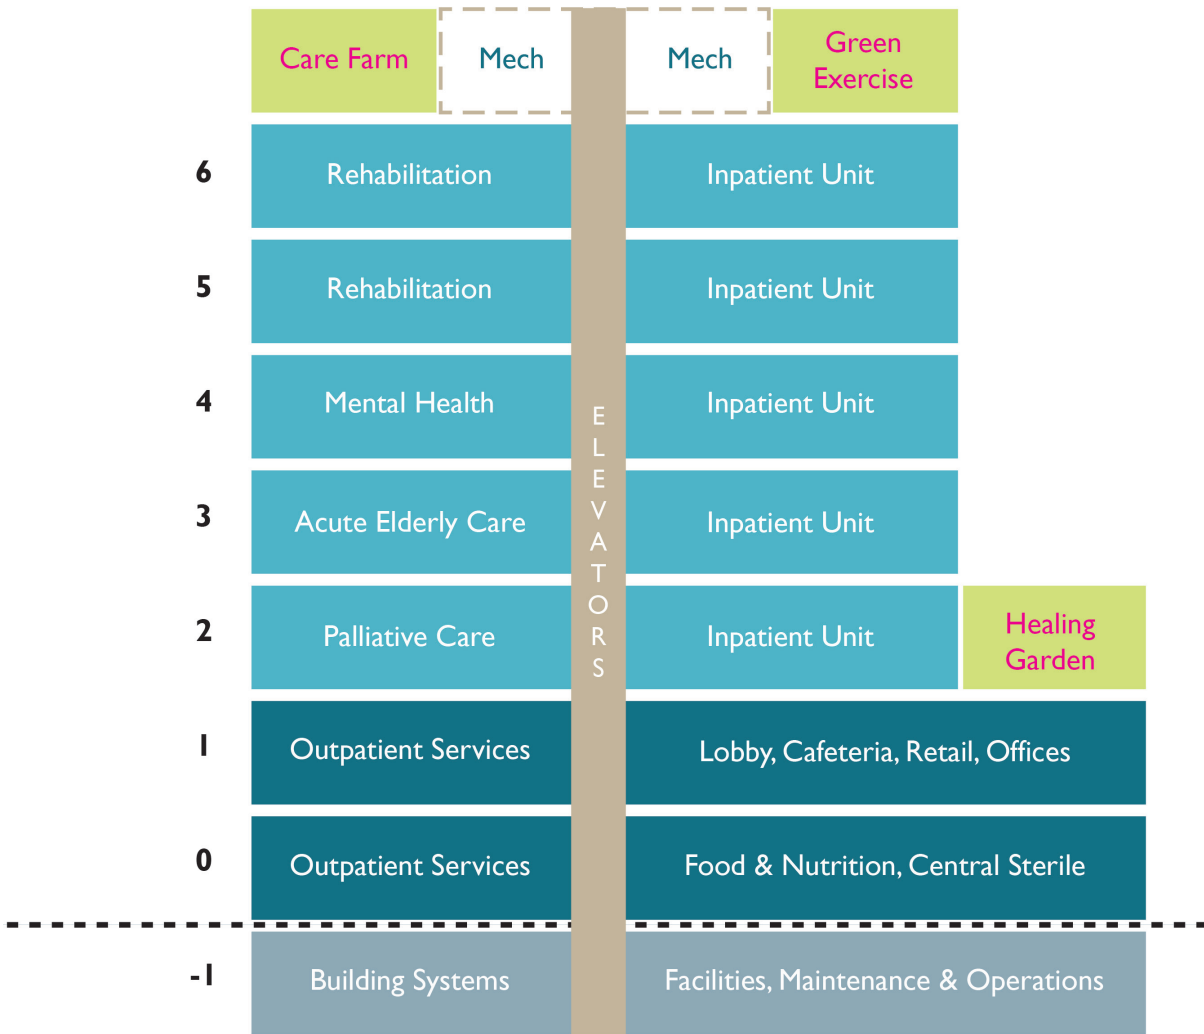 Care Farm
Mech
Mech
Green
Exercise
6
Rehabilitation
Inpatient Unit
5
Rehabilitation
Inpatient Unit
4
Mental Health
Inpatient Unit
3
Acute Elderly Care
Inpatient Unit
2
Palliative Care
Inpatient Unit
Healing
Garden
1
Outpatient Services
Lobby, Cafeteria, Retail, Offices
0
Outpatient Services
Food & Nutrition, Central Sterile
-1
Building Systems
Facilities, Maintenance & Operations
ELEVATORS